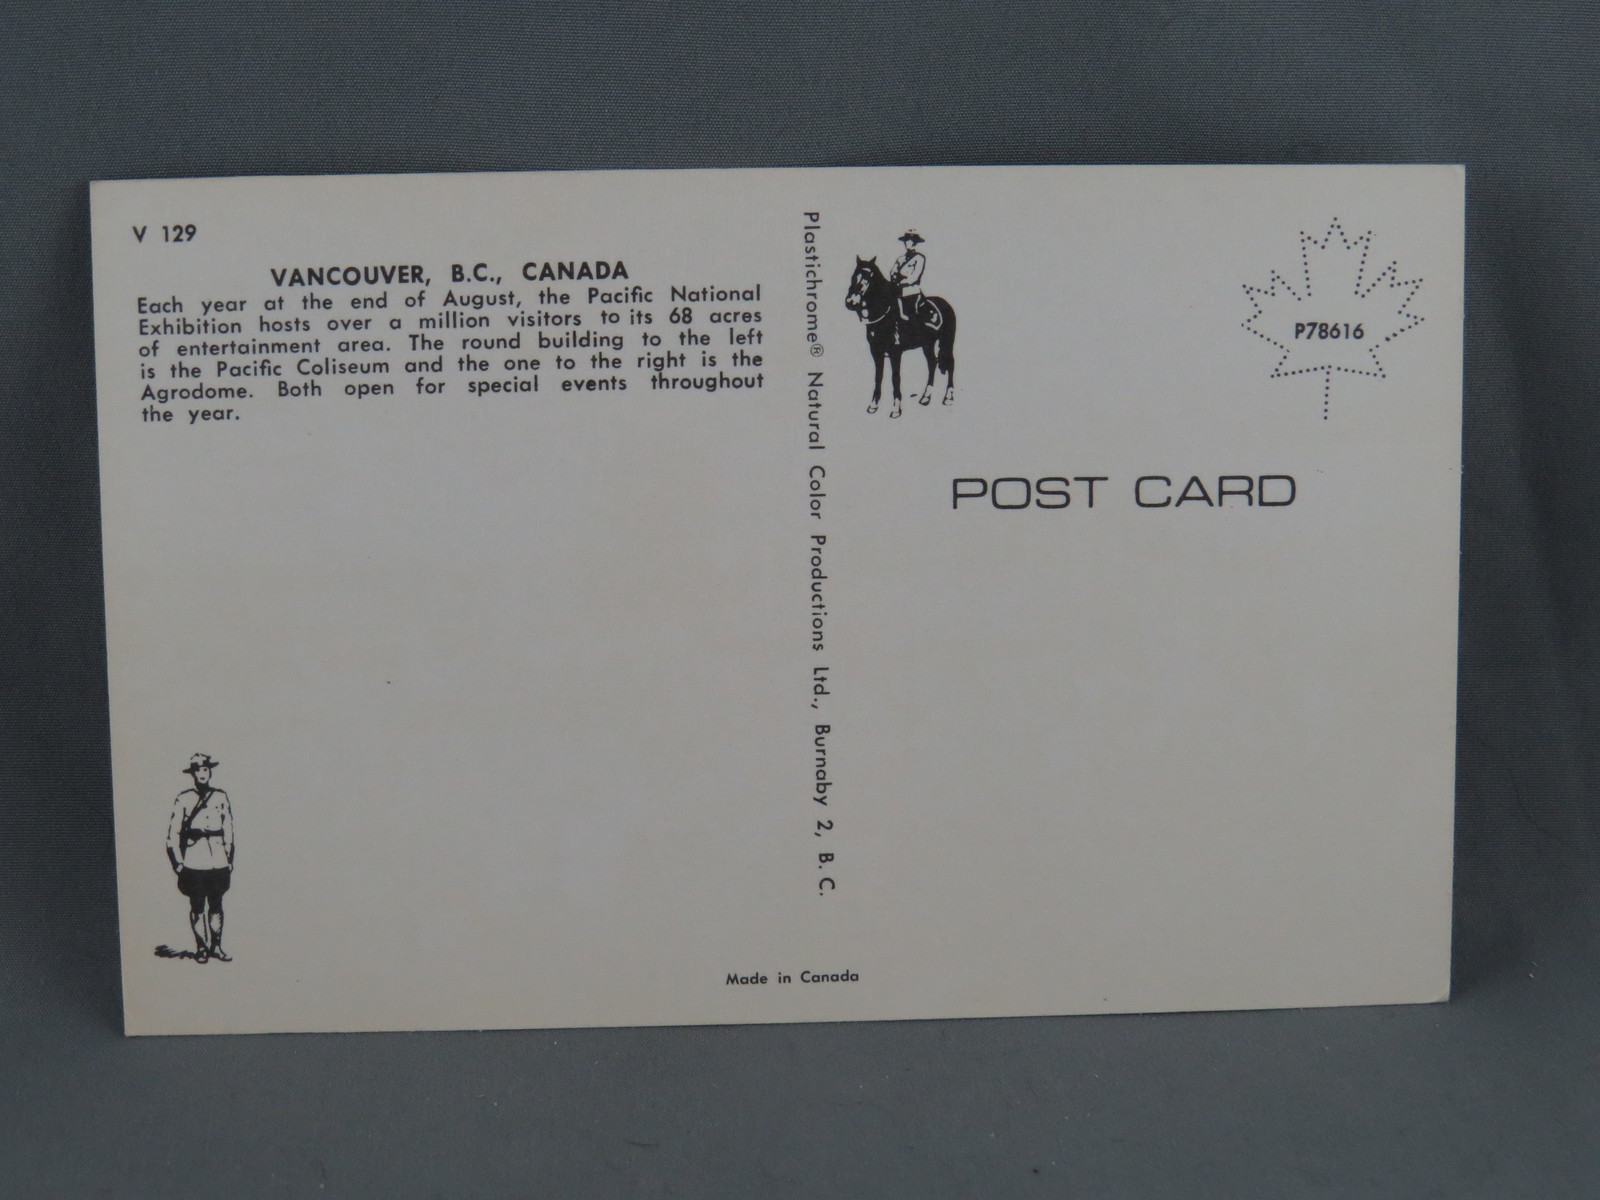 V 129
VANCOUVER, B.C., CANADA
Each year at the end of August, the Pacific National
Exhibition hosts over a million visitors to its 68 acres
of entertainment area. The round building to the left
is the Pacific Coliseum and the one to the right is the
Agrodome. Both open for special events throughout
the year.
Plastichrome® Natural Color Productions Ltd., Burnaby 2, B. C.
P78616
POST CARD
Made in Canada